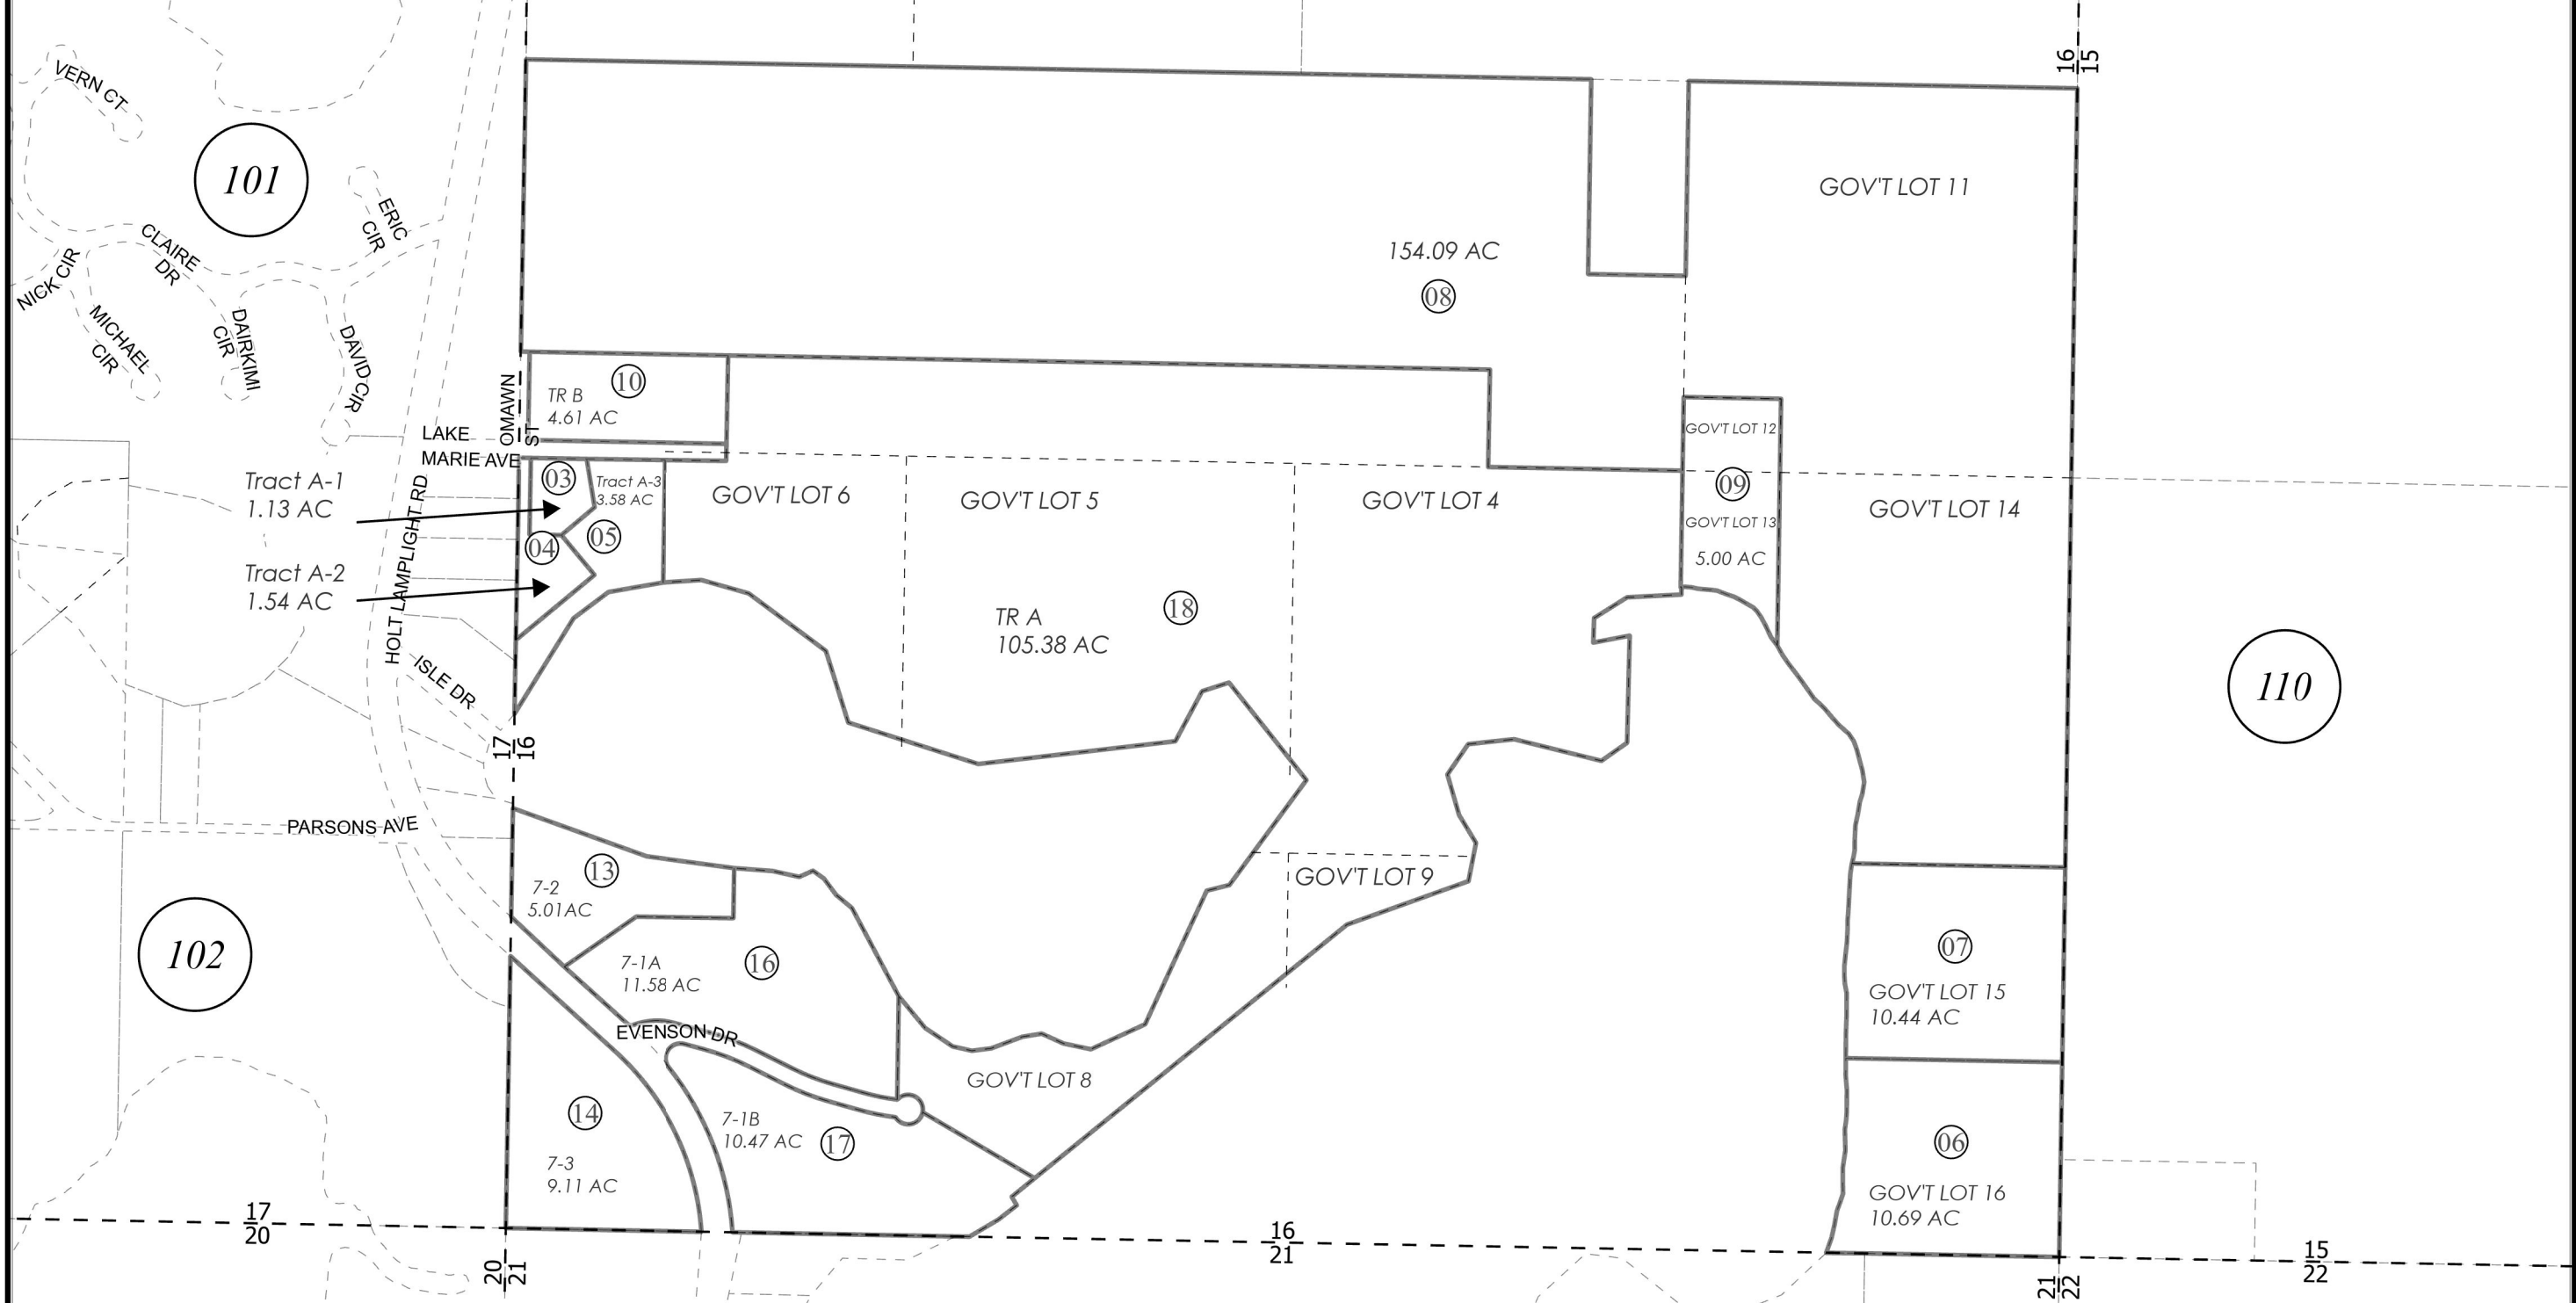 16
15
VERN CT
101
ERIC
CIR
CLAIRE
DR
NICK CIR
MICHAEL
CIR
DAIRKIMI
CIR
DAVID CIR
GOV'T LOT 11
154.09 AC
08
10
TR B
4.61 AC
OMAWN
ST
LAKE
MARIE AVE
GOV'T LOT 12
09
GOV'T LOT 13
5.00 AC
Tract A-1
1.13 AC
03
Tract A-3
3.58 AC
05
04
Tract A-2
1.54 AC
HOLT LAMPLIGHT RD
GOV'T LOT 6
GOV'T LOT 5
GOV'T LOT 4
GOV'T LOT 14
18
TR A
105.38 AC
ISLE DR
110
17
16
PARSONS AVE
13
7-2
5.01AC
GOV'T LOT 9
102
7-1A
11.58 AC
16
07
GOV'T LOT 15
10.44 AC
EVENSON DR
GOV'T LOT 8
14
7-3
9.11 AC
7-1B
10.47 AC
17
06
GOV'T LOT 16
10.69 AC
17
20
16
21
15
22
20
21
21
22